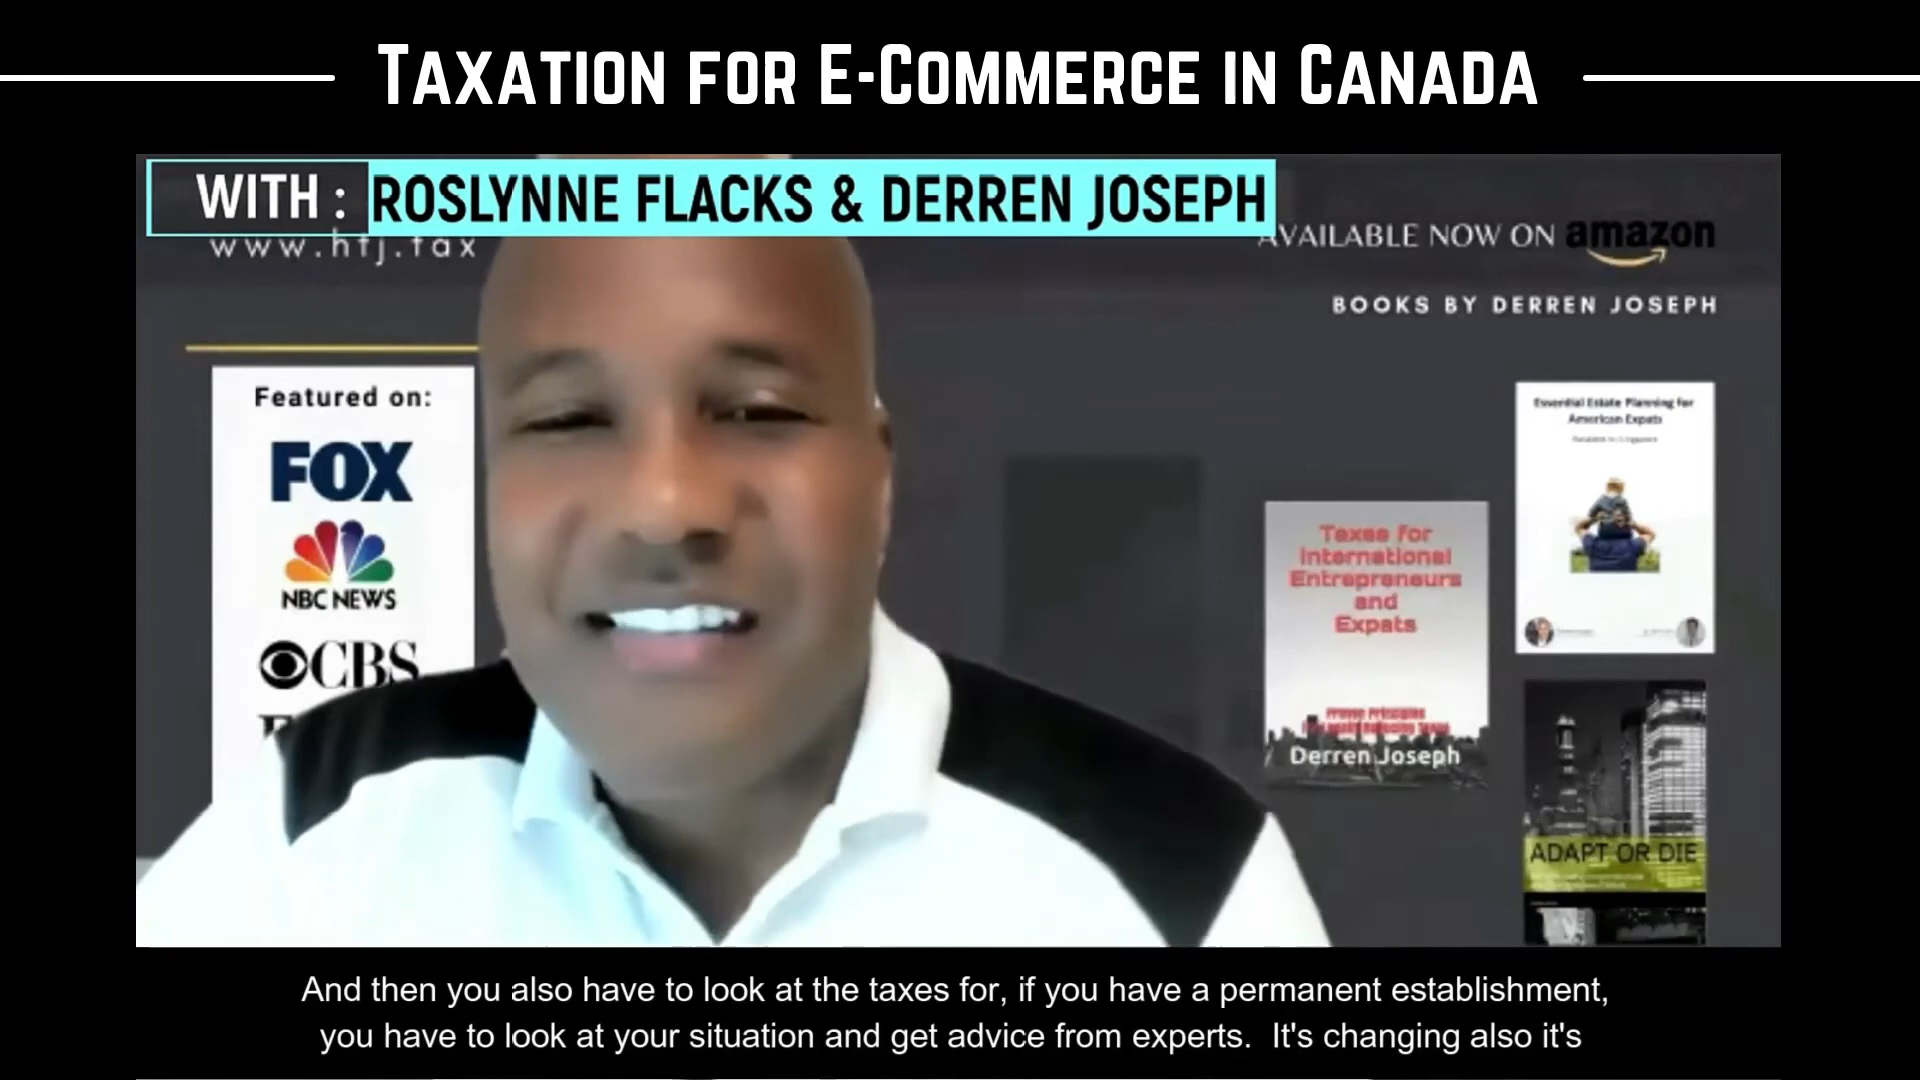 TAXATION FOR E-COMMERCE IN CANADA
WITH : ROSLYNNE FLACKS & DERREN JOSEPH
www.htj.tax
AVAILABLE NOW ON amazon
BOOKS BY DERREN JOSEPH
Featured on:
FOX
NBC NEWS
CBS
Essential Estate Planning for
American Expats
Taxes for
International
Entrepreneurs
and
Expats
Derren Joseph
ADAPT OR DIE
And then you also have to look at the taxes for, if you have a permanent establishment,
you have to look at your situation and get advice from experts.  It's changing also it's